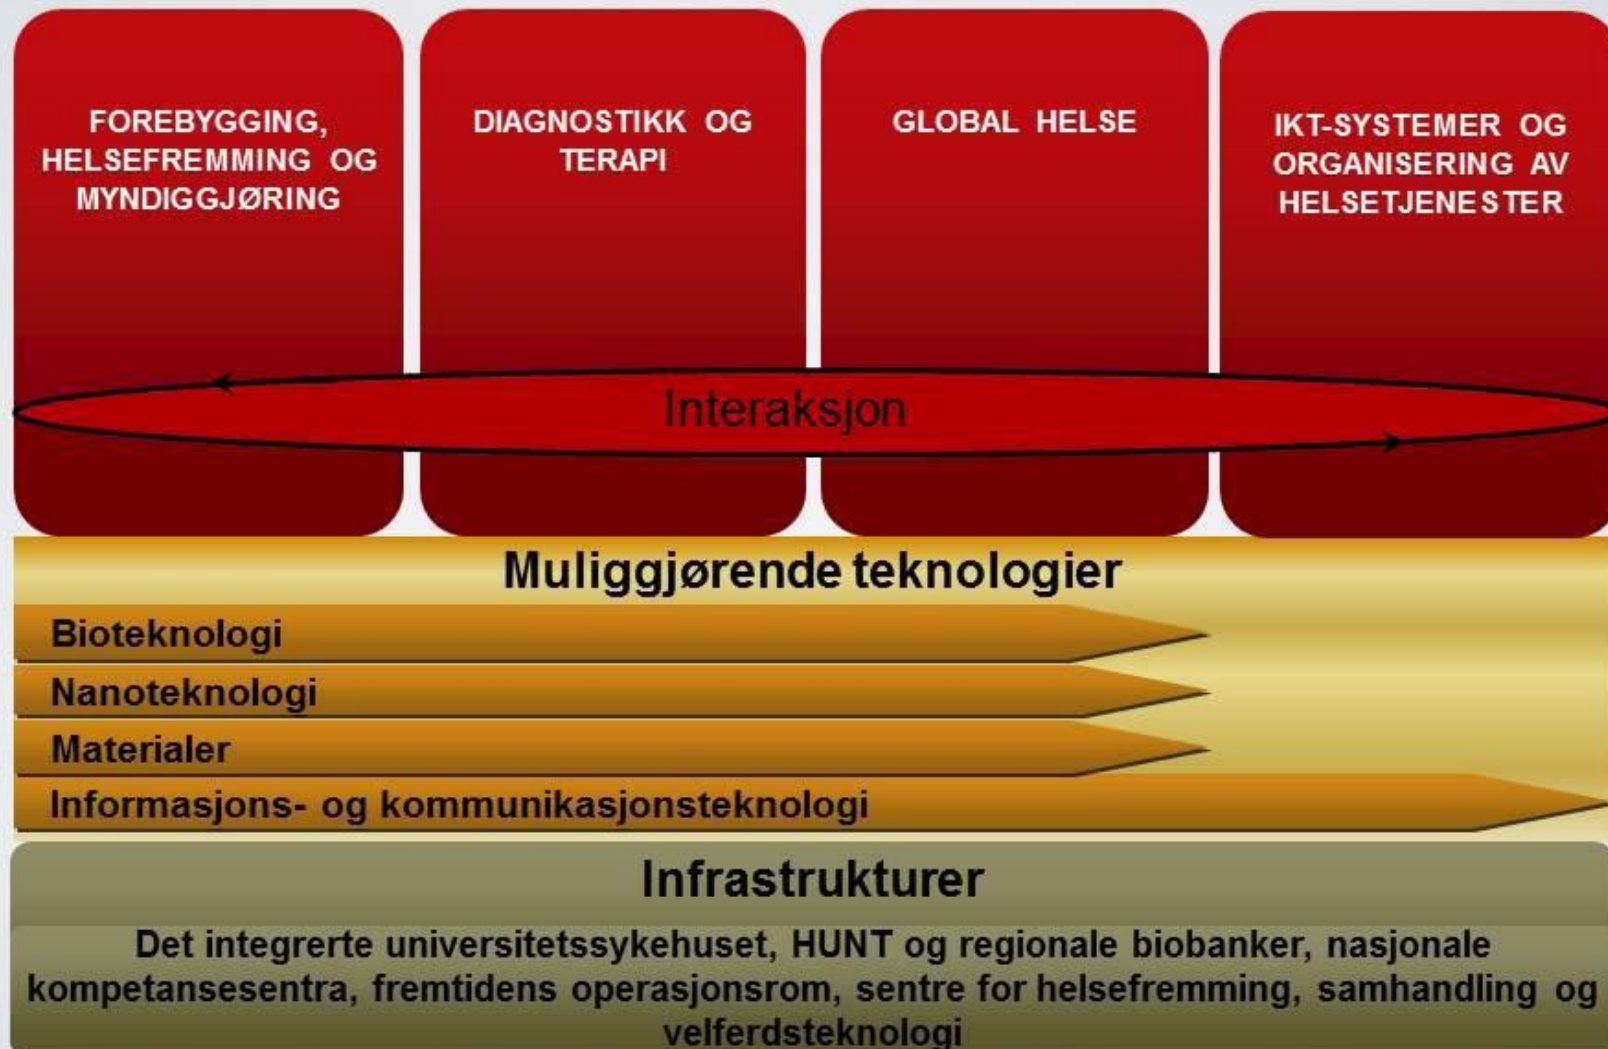 FOREBYGGING,
HELSEFREMMING OG
MYNDIGGJØRING
DIAGNOSTIKK OG
TERAPI
GLOBAL HELSE
IKT-SYSTEMER OG
ORGANISERING AV
HELSETJENESTER
Interaksjon
Muliggjørende teknologier
Bioteknologi
Nanoteknologi
Materialer
Informasjons- og kommunikasjonsteknologi
Infrastrukturer
Det integrerte universitetssykehuset, HUNT og regionale biobanker, nasjonale
kompetansesentra, fremtidens operasjonsrom, sentre for helsefremming, samhandling og
velferdsteknologi